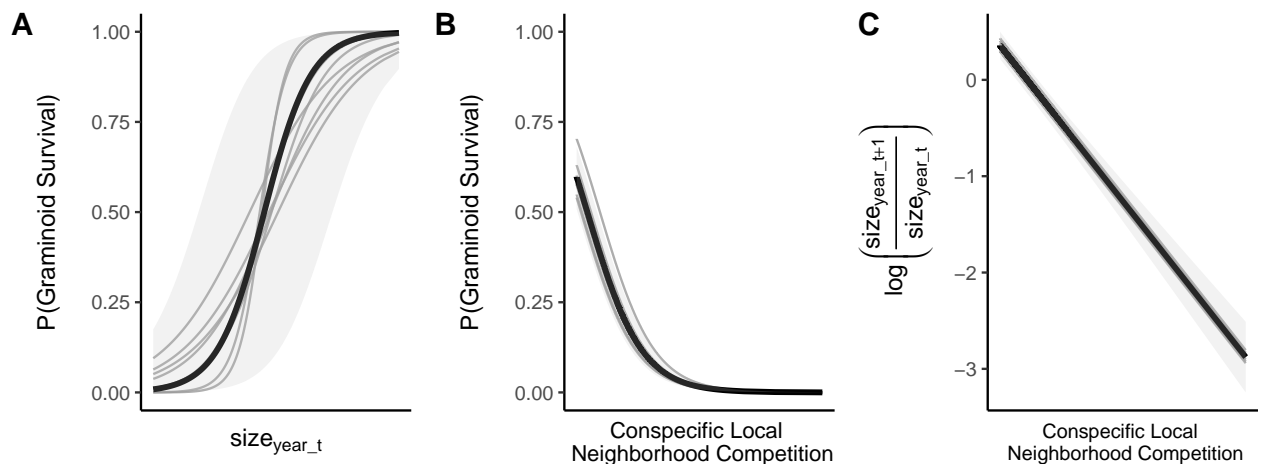 A
P(Graminoid Survival)
1.00
0.75
0.50
0.25
0.00
size_year_t
B
P(Graminoid Survival)
1.00
0.75
0.50
0.25
0.00
Conspecific Local
Neighborhood Competition
C
log(size_year_t+1 / size_year_t)
0
−1
−2
−3
Conspecific Local
Neighborhood Competition